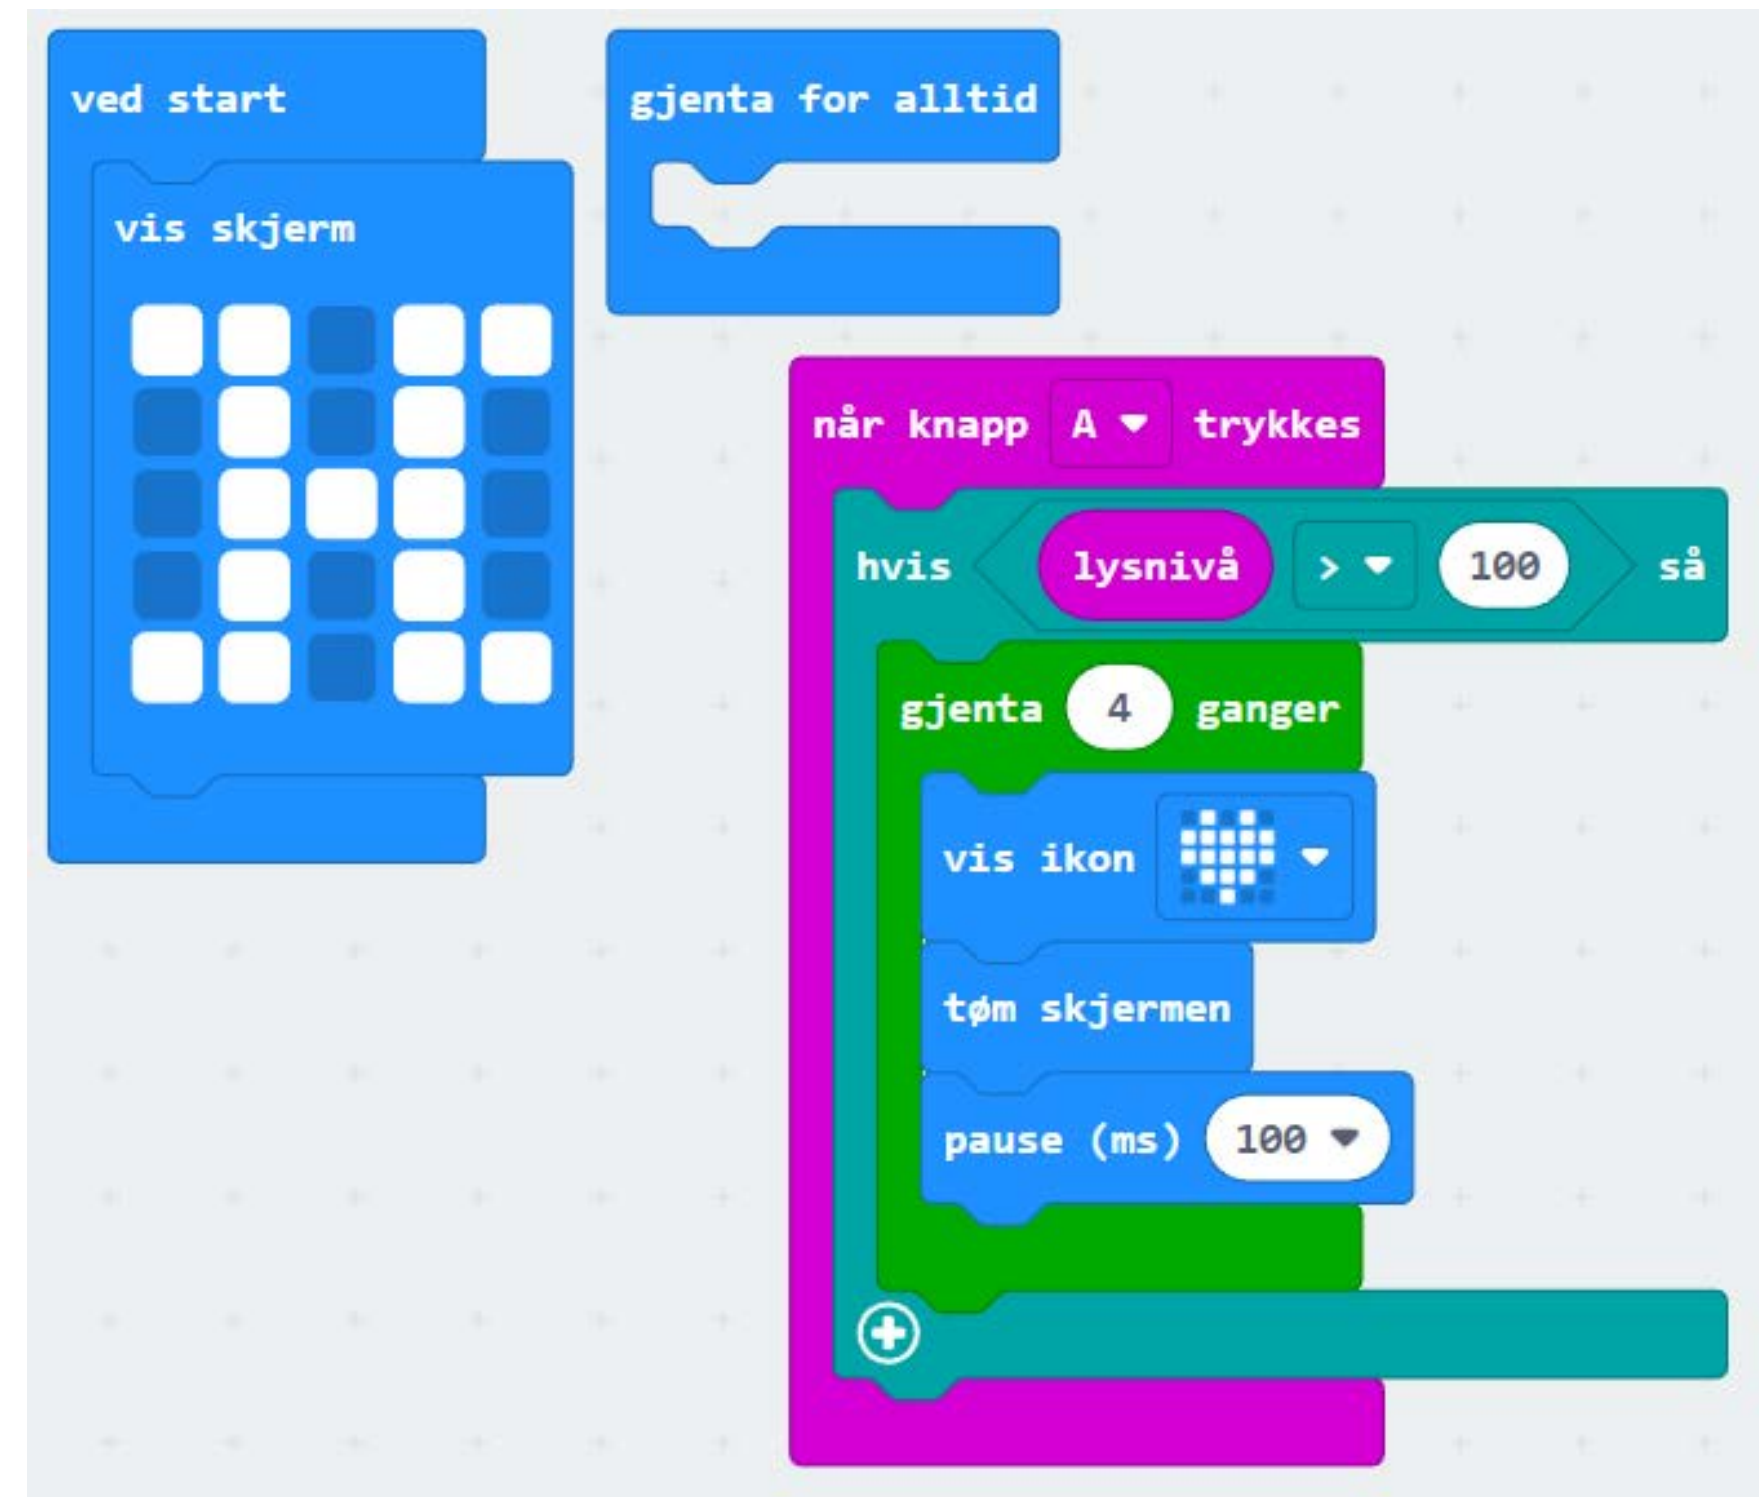 ved start
vis skjerm
gjenta for alltid
når knapp A trykkes
hvis lysnivå > 100 så
gjenta 4 ganger
vis ikon
tøm skjermen
pause (ms) 100